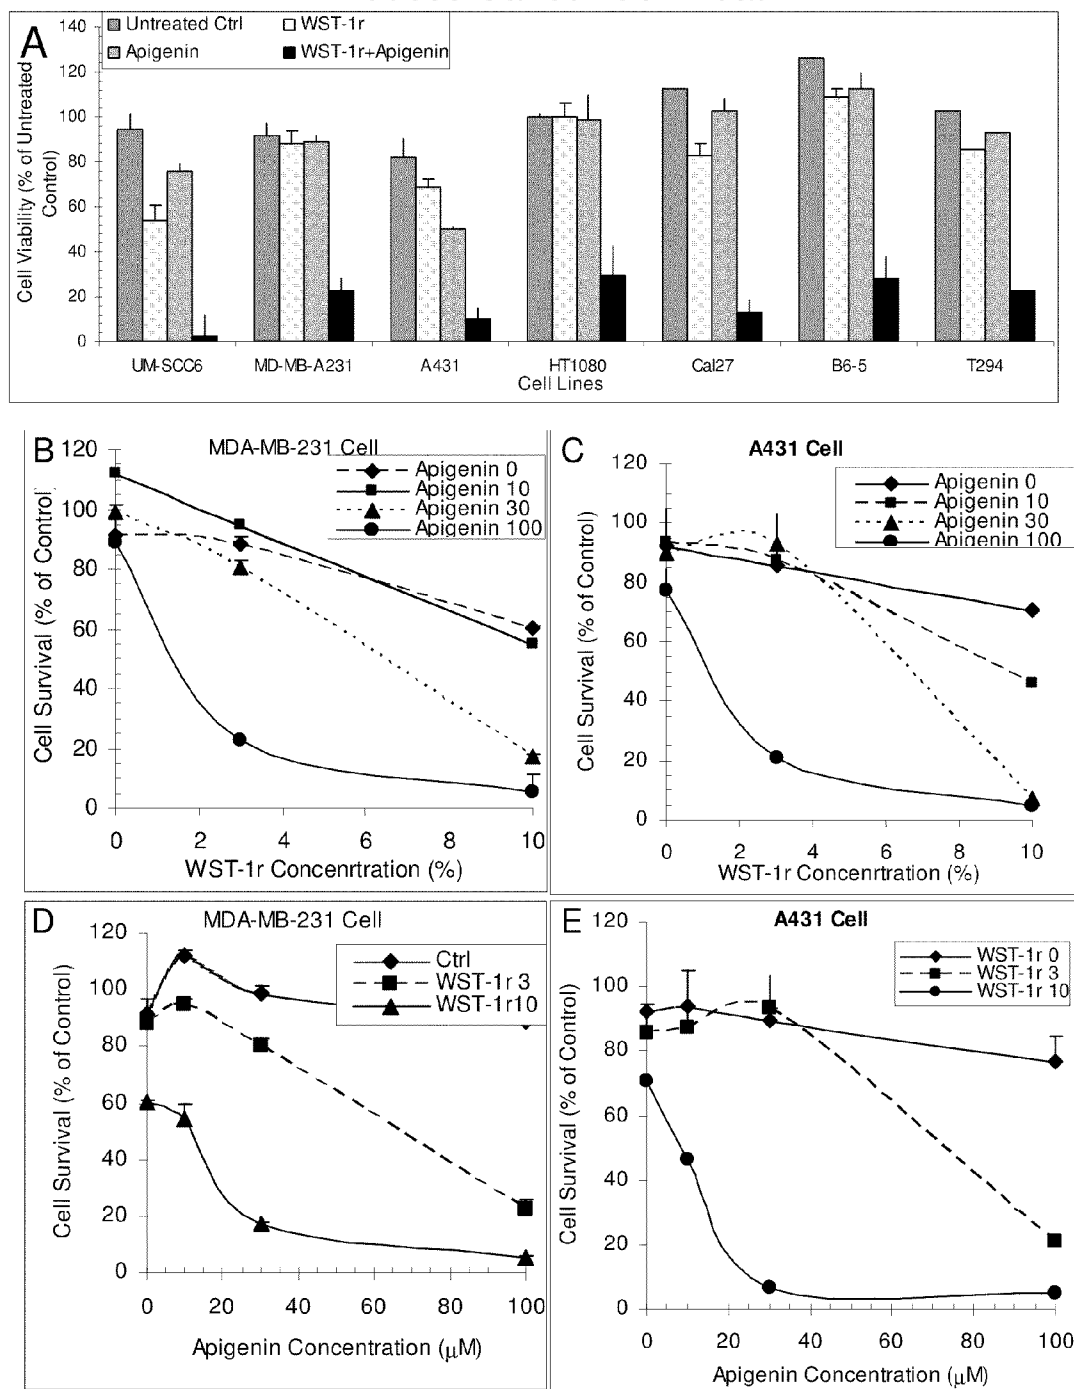 A
Untreated Ctrl
WST-1r
Apigenin
WST-1r+Apigenin
Cell Viability (% of Untreated
Control)
140
120
100
80
60
40
20
0
UM-SCC6
MD-MB-A231
A431
HT1080
Cal27
B6-5
T294
Cell Lines
B
MDA-MB-231 Cell
Apigenin 0
Apigenin 10
Apigenin 30
Apigenin 100
Cell Survival (% of Control)
120
100
80
60
40
20
0
0 2 4 6 8 10
WST-1r Concenrtration (%)
C
A431 Cell
Apigenin 0
Apigenin 10
Apigenin 30
Apigenin 100
Cell Survival (% of Control)
120
100
80
60
40
20
0
0 2 4 6 8 10
WST-1r Concenrtration (%)
D
MDA-MB-231 Cell
Ctrl
WST-1r 3
WST-1r10
Cell Survival (% of Control)
120
100
80
60
40
20
0
0 20 40 60 80 100
Apigenin Concentration (μM)
E
A431 Cell
WST-1r 0
WST-1r 3
WST-1r 10
Cell Survival (% of Control)
120
100
80
60
40
20
0
0 20 40 60 80 100
Apigenin Concentration (μM)